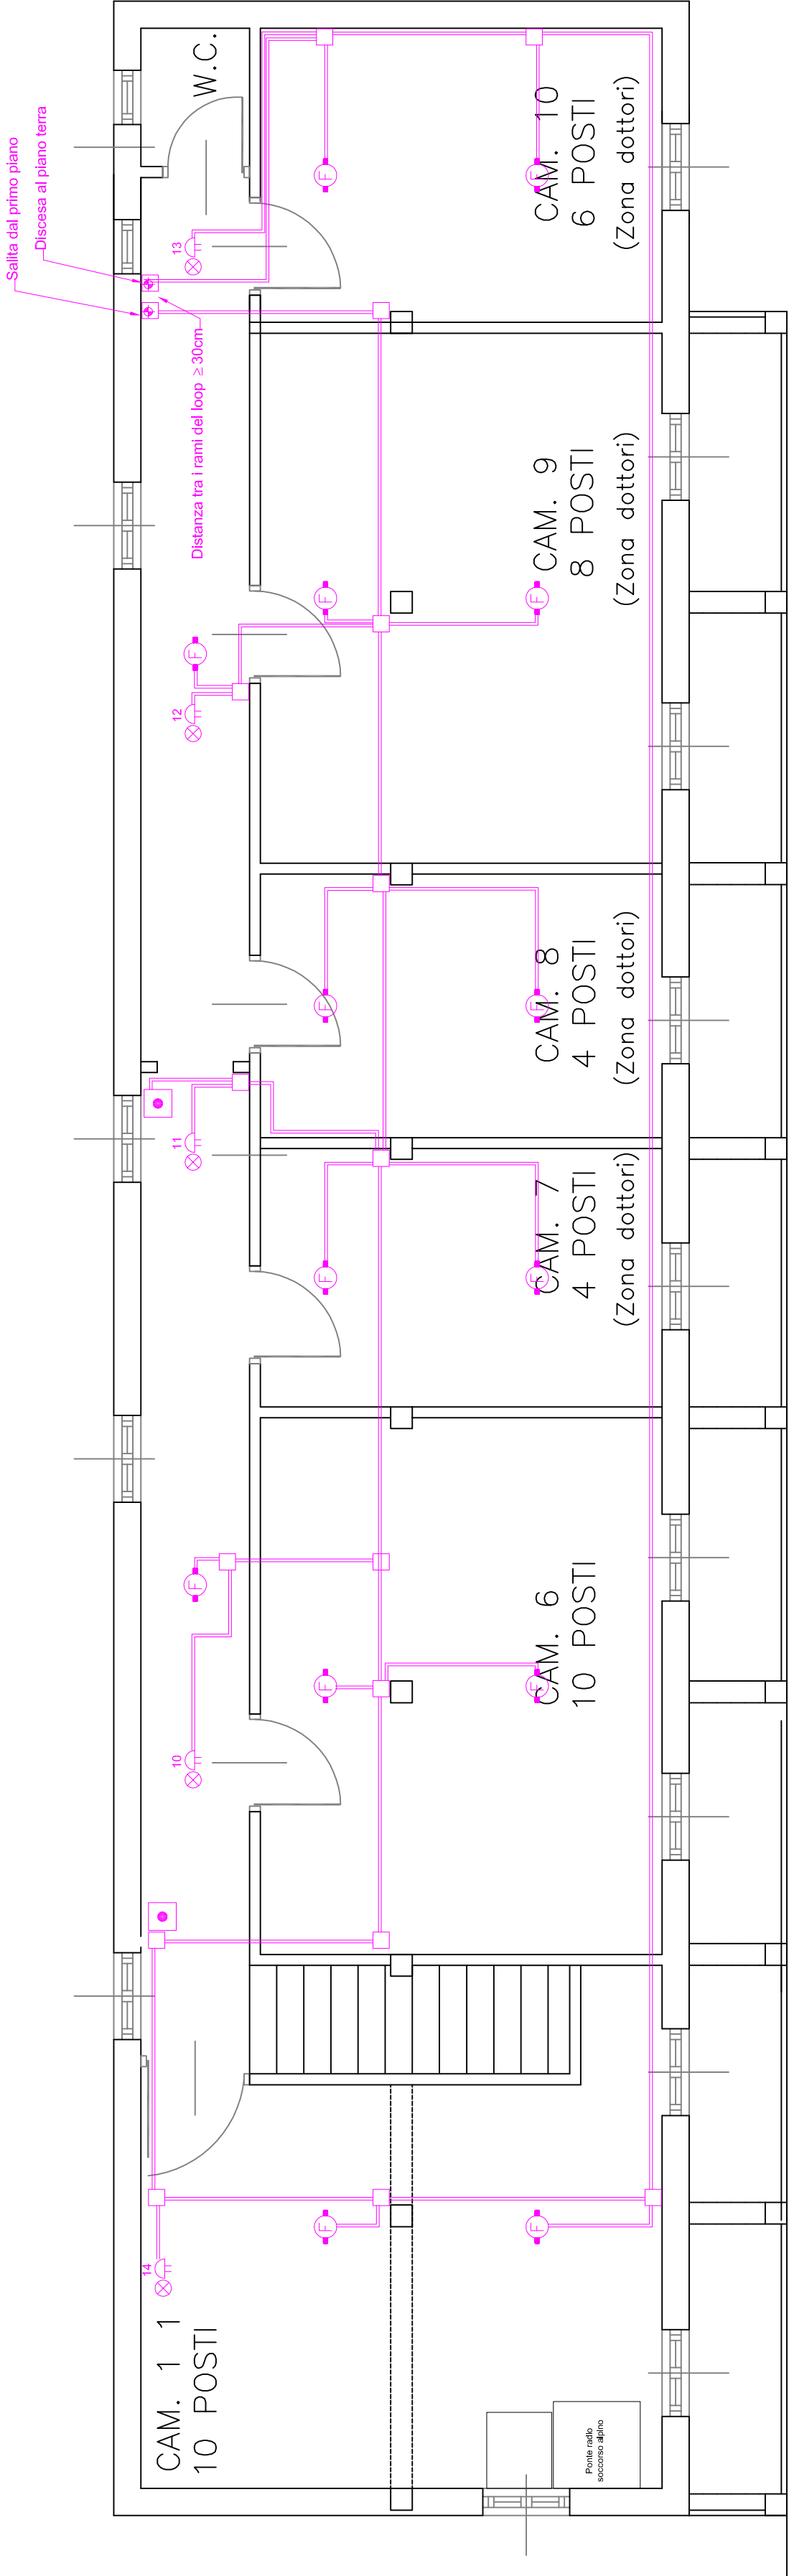 Salita dal primo piano
Discesa al piano terra
W.C.
13
Distanza tra i rami del loop ≥ 30cm
F
F
CAM. 10
6 POSTI
(Zona dottori)
F
F
F
12
CAM. 9
8 POSTI
(Zona dottori)
F
F
CAM. 8
4 POSTI
(Zona dottori)
11
F
F
CAM. 7
4 POSTI
(Zona dottori)
F
10
F
F
CAM. 6
10 POSTI
14
F
F
CAM. 1 1
10 POSTI
Ponte radio
soccorso alpino